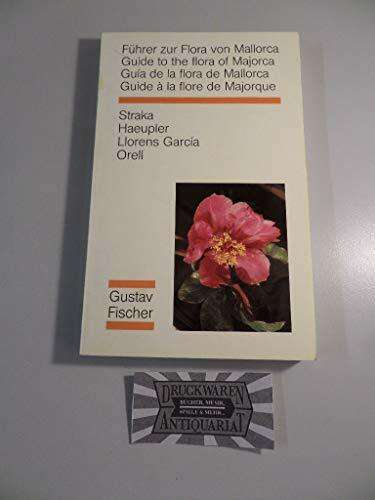 Führer zur Flora von Mallorca
Guide to the flora of Majorca
Guía de la flora de Mallorca
Guide à la flore de Majorque
Straka
Haeupler
Llorens García
Orell
Gustav
Fischer
DRUCKWAREN
BÜCHER, MUSIK,
SPIELE & MEHR...
ANTIQUARIAT